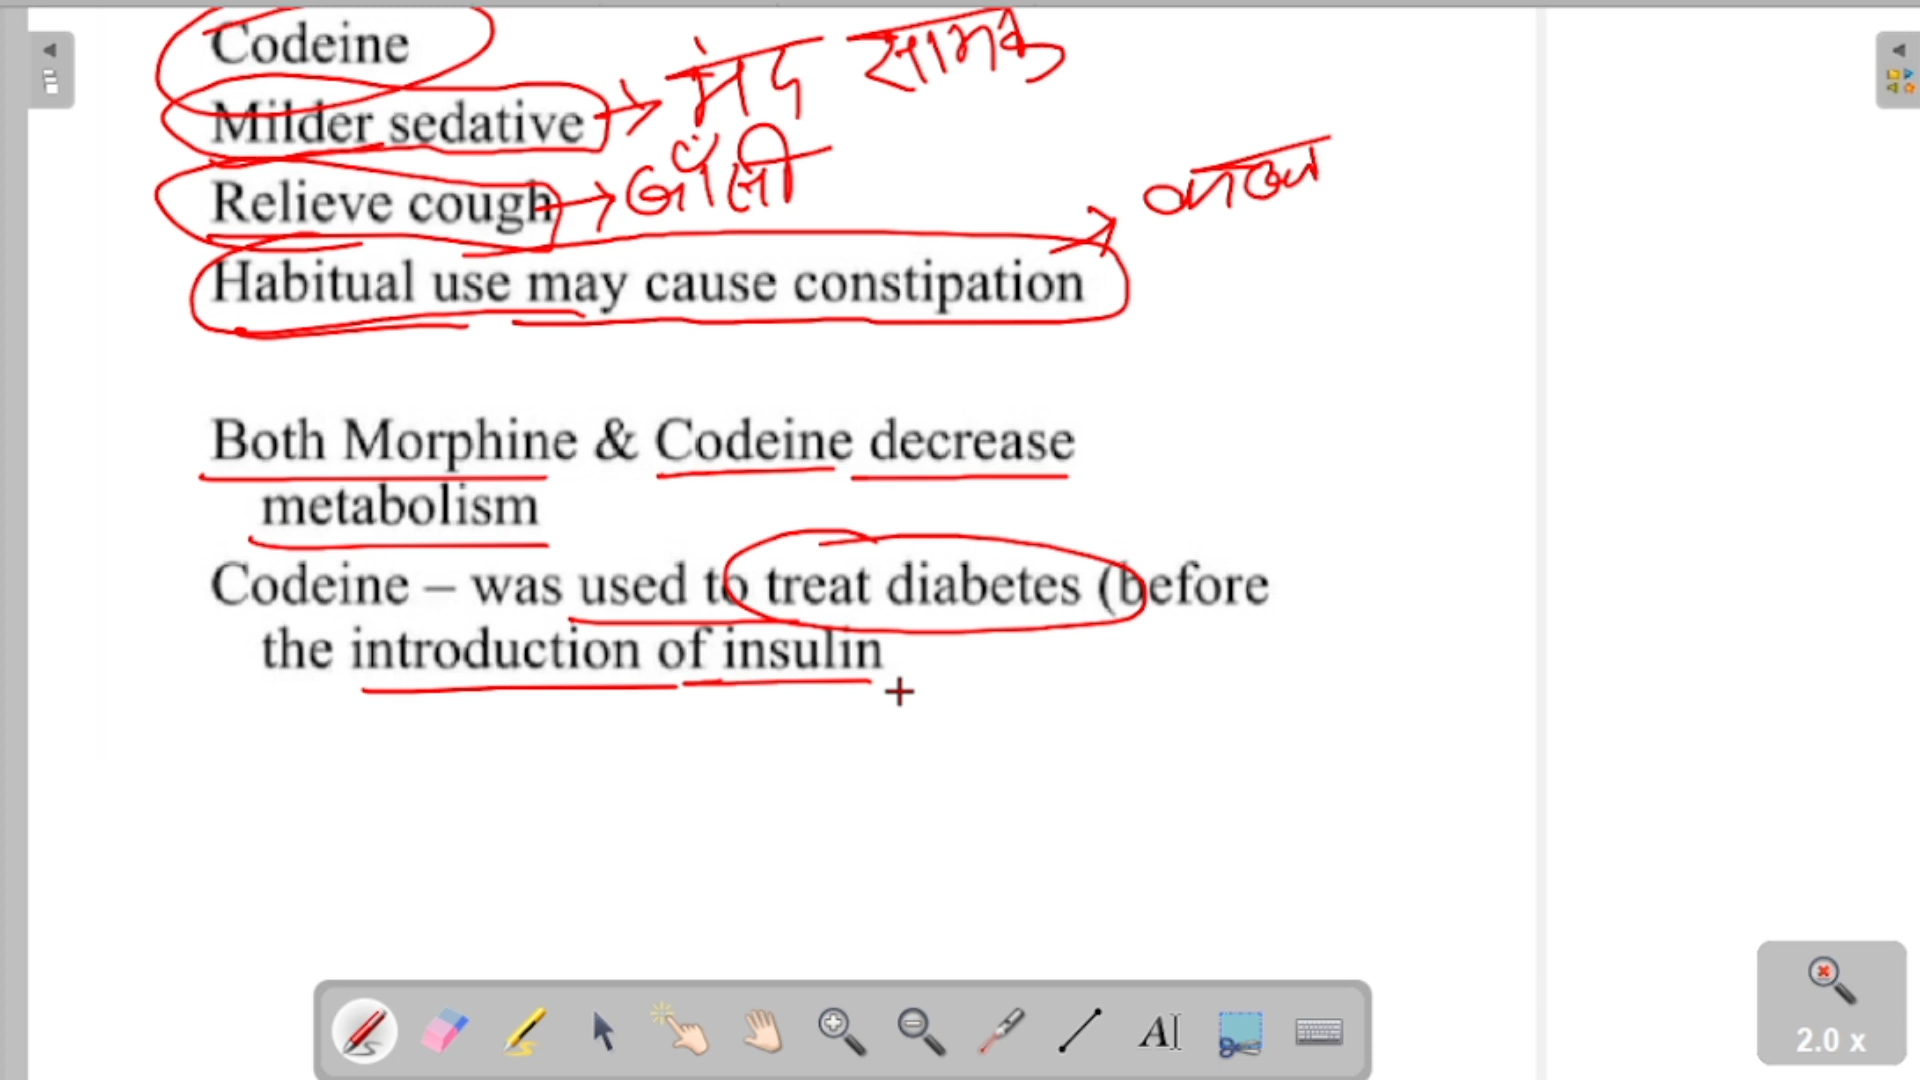 Codeine
मंद शामक
Milder sedative
Relieve cough
खाँसी
कब्ज
Habitual use may cause constipation
Both Morphine & Codeine decrease
metabolism
Codeine – was used to treat diabetes (before
the introduction of insulin
2.0 x